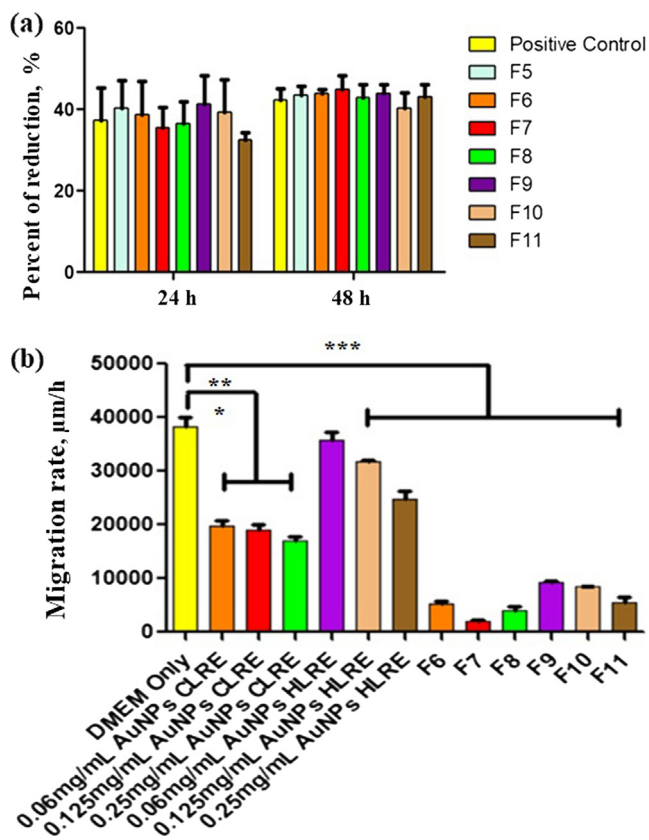 (a)
Percent of reduction, %
60
40
20
0
24 h
48 h
Positive Control
F5
F6
F7
F8
F9
F10
F11
(b)
Migration rate, µm/h
50000
40000
30000
20000
10000
0
***
**
*
DMEM Only
0.06mg/mL AuNPs CLRE
0.125mg/mL AuNPs CLRE
0.25mg/mL AuNPs CLRE
0.06mg/mL AuNPs HLRE
0.125mg/mL AuNPs HLRE
0.25mg/mL AuNPs HLRE
F6
F7
F8
F9
F10
F11